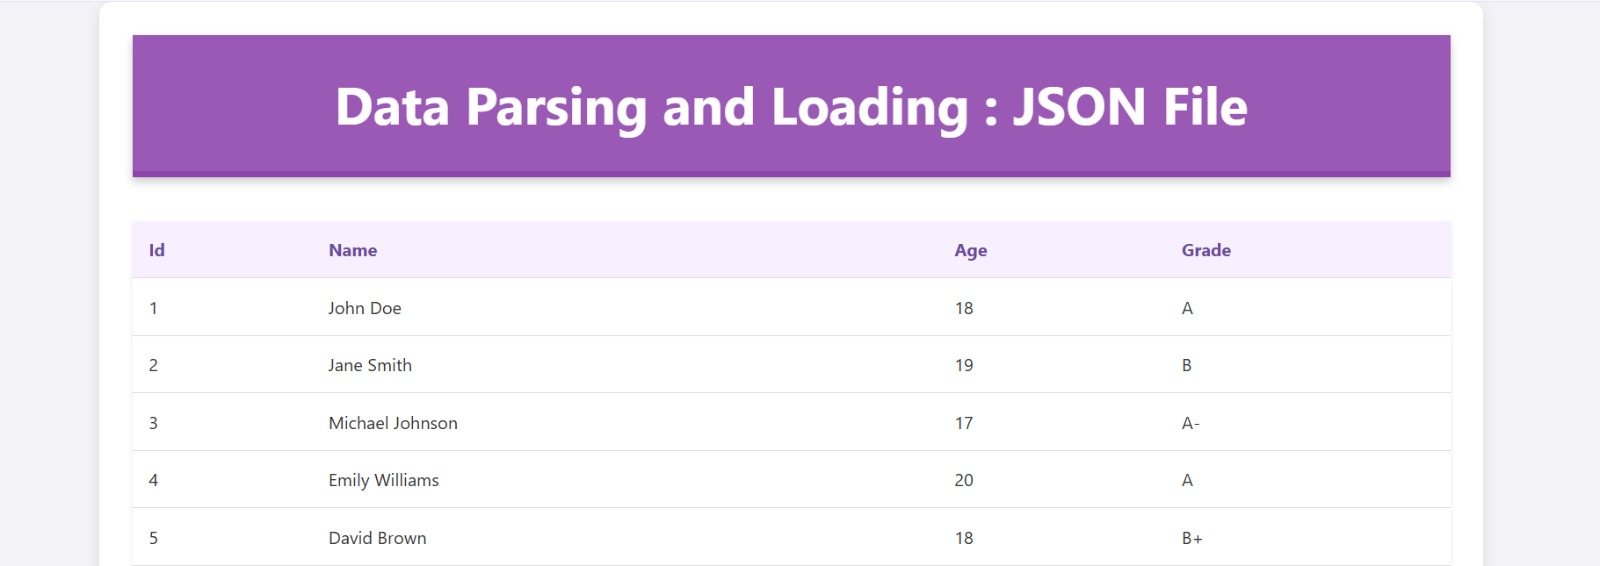 Data Parsing and Loading : JSON File
Id Name Age Grade
1 John Doe 18 A
2 Jane Smith 19 B
3 Michael Johnson 17 A-
4 Emily Williams 20 A
5 David Brown 18 B+